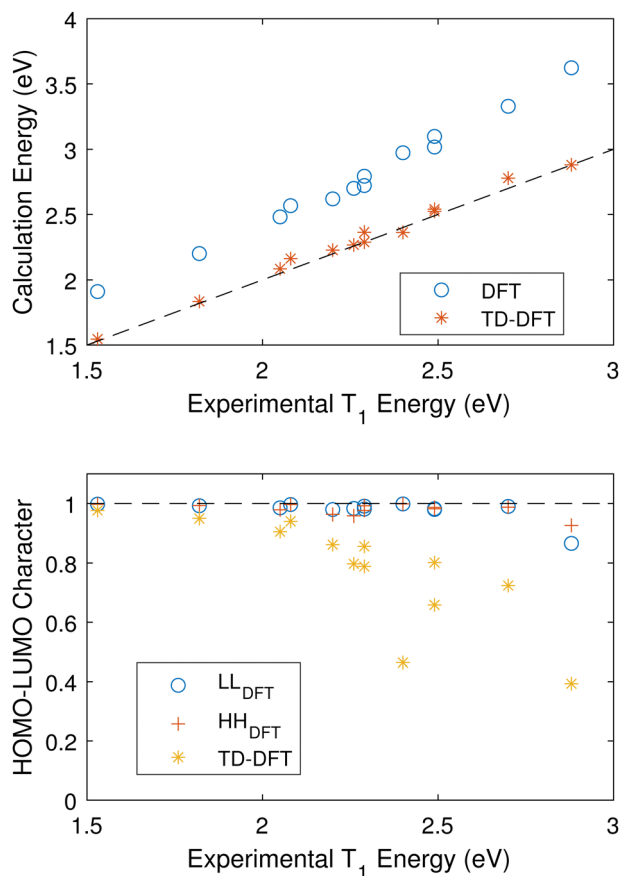 4
3.5
3
2.5
2
1.5
Calculation Energy (eV)
DFT
TD-DFT
1.5
2
2.5
3
Experimental T1 Energy (eV)
1
0.8
0.6
0.4
0.2
0
HOMO-LUMO Character
LLDFT
HHDFT
TD-DFT
1.5
2
2.5
3
Experimental T1 Energy (eV)